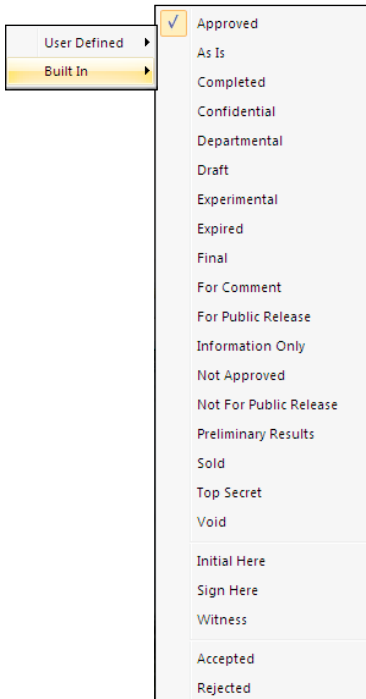 User Defined
Built In
Approved
As Is
Completed
Confidential
Departmental
Draft
Experimental
Expired
Final
For Comment
For Public Release
Information Only
Not Approved
Not For Public Release
Preliminary Results
Sold
Top Secret
Void
Initial Here
Sign Here
Witness
Accepted
Rejected